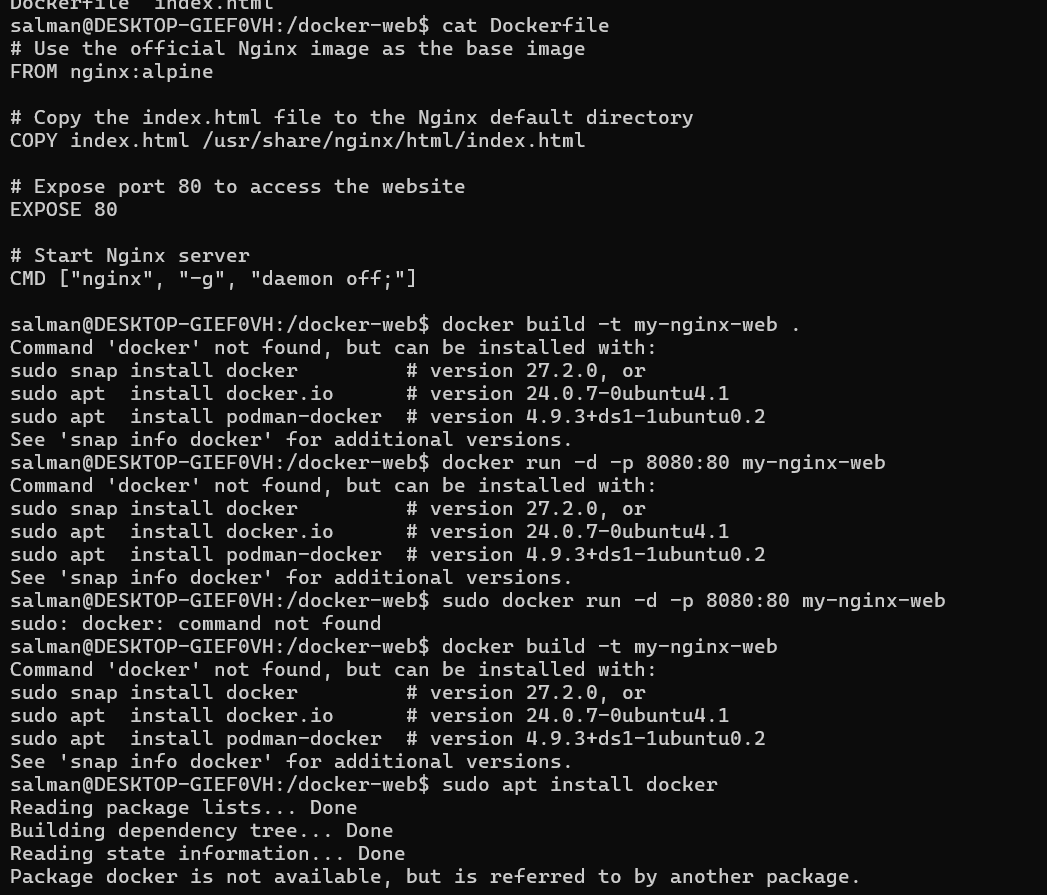 Dockerfile  index.html
salman@DESKTOP-GIEF0VH:/docker-web$ cat Dockerfile
# Use the official Nginx image as the base image
FROM nginx:alpine

# Copy the index.html file to the Nginx default directory
COPY index.html /usr/share/nginx/html/index.html

# Expose port 80 to access the website
EXPOSE 80

# Start Nginx server
CMD ["nginx", "-g", "daemon off;"]

salman@DESKTOP-GIEF0VH:/docker-web$ docker build -t my-nginx-web .
Command 'docker' not found, but can be installed with:
sudo snap install docker         # version 27.2.0, or
sudo apt  install docker.io      # version 24.0.7-0ubuntu4.1
sudo apt  install podman-docker  # version 4.9.3+ds1-1ubuntu0.2
See 'snap info docker' for additional versions.
salman@DESKTOP-GIEF0VH:/docker-web$ docker run -d -p 8080:80 my-nginx-web
Command 'docker' not found, but can be installed with:
sudo snap install docker         # version 27.2.0, or
sudo apt  install docker.io      # version 24.0.7-0ubuntu4.1
sudo apt  install podman-docker  # version 4.9.3+ds1-1ubuntu0.2
See 'snap info docker' for additional versions.
salman@DESKTOP-GIEF0VH:/docker-web$ sudo docker run -d -p 8080:80 my-nginx-web
sudo: docker: command not found
salman@DESKTOP-GIEF0VH:/docker-web$ docker build -t my-nginx-web
Command 'docker' not found, but can be installed with:
sudo snap install docker         # version 27.2.0, or
sudo apt  install docker.io      # version 24.0.7-0ubuntu4.1
sudo apt  install podman-docker  # version 4.9.3+ds1-1ubuntu0.2
See 'snap info docker' for additional versions.
salman@DESKTOP-GIEF0VH:/docker-web$ sudo apt install docker
Reading package lists... Done
Building dependency tree... Done
Reading state information... Done
Package docker is not available, but is referred to by another package.